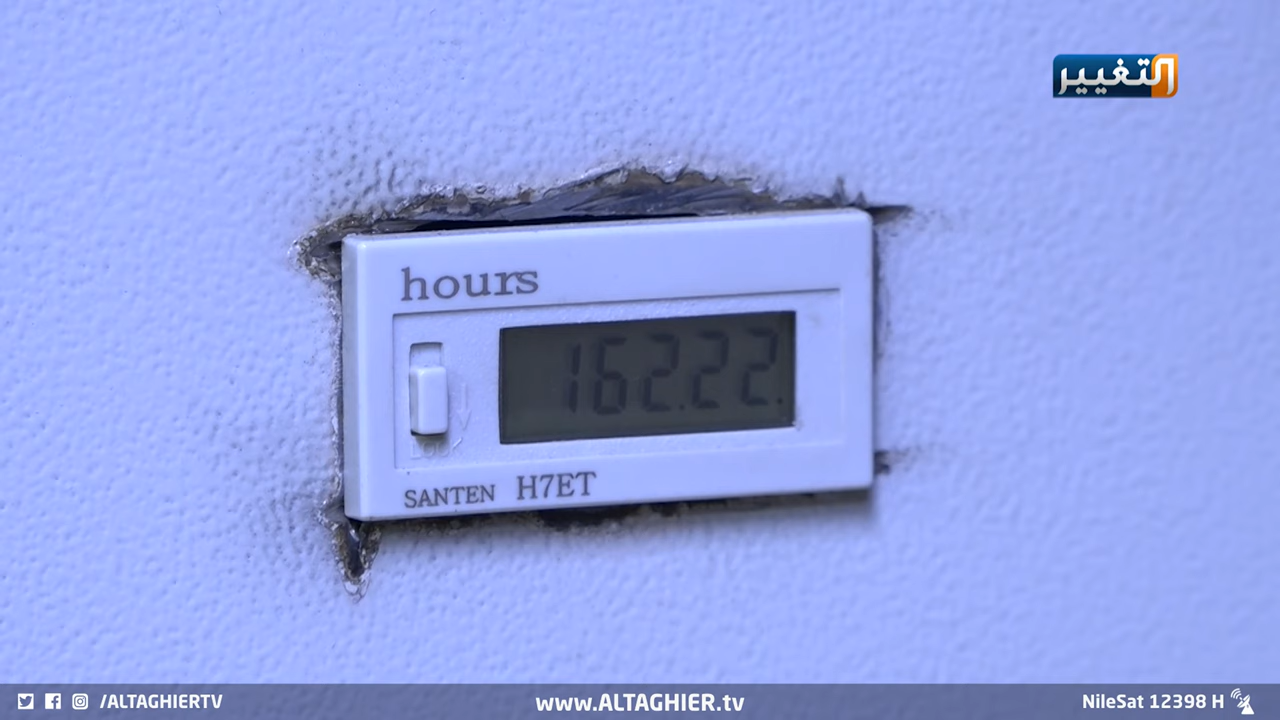 التغيير
hours
162.22.
SANTEN H7ET
/ALTAGHIERTV
www.ALTAGHIER.tv
NileSat 12398 H